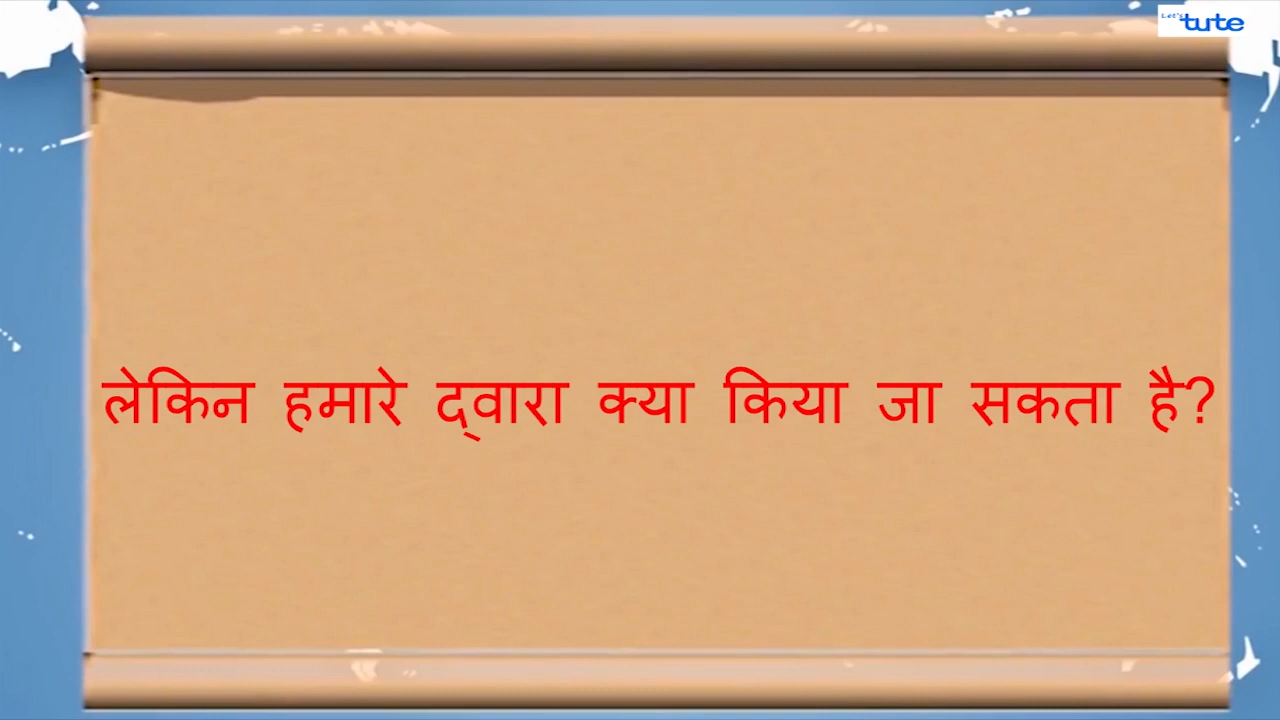 Let's
tute
लेकिन हमारे द्वारा क्या किया जा सकता है?